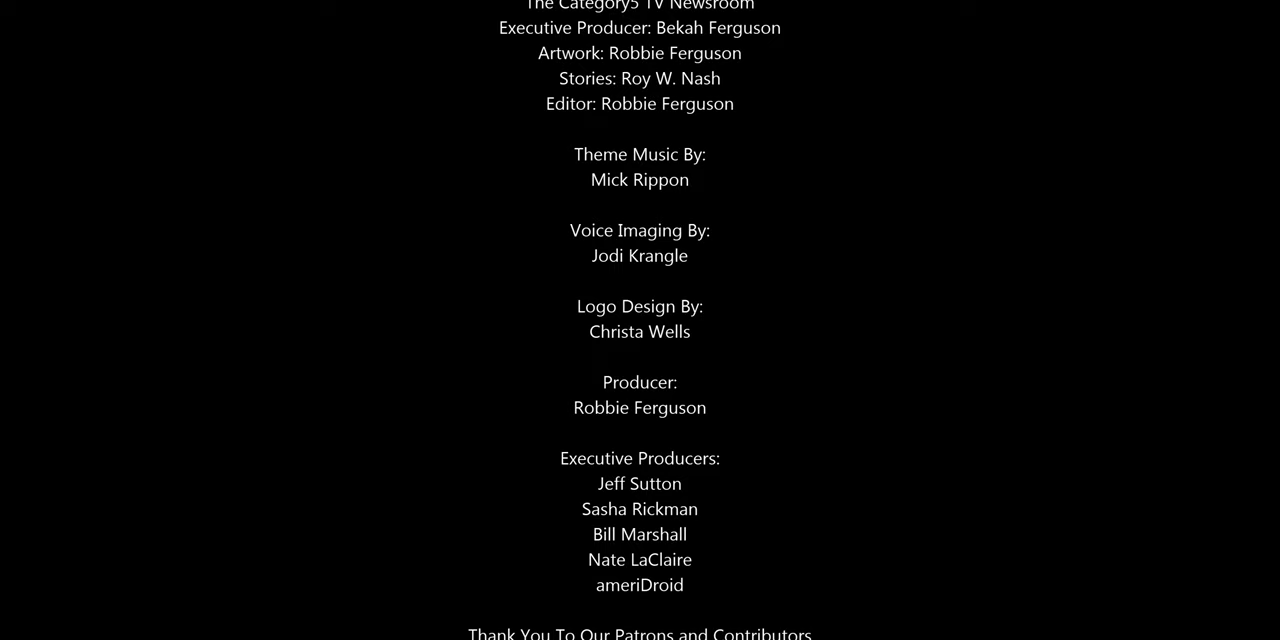 The Category5 TV Newsroom
Executive Producer: Bekah Ferguson
Artwork: Robbie Ferguson
Stories: Roy W. Nash
Editor: Robbie Ferguson
Theme Music By:
Mick Rippon
Voice Imaging By:
Jodi Krangle
Logo Design By:
Christa Wells
Producer:
Robbie Ferguson
Executive Producers:
Jeff Sutton
Sasha Rickman
Bill Marshall
Nate LaClaire
ameriDroid
Thank You To Our Patrons and Contributors